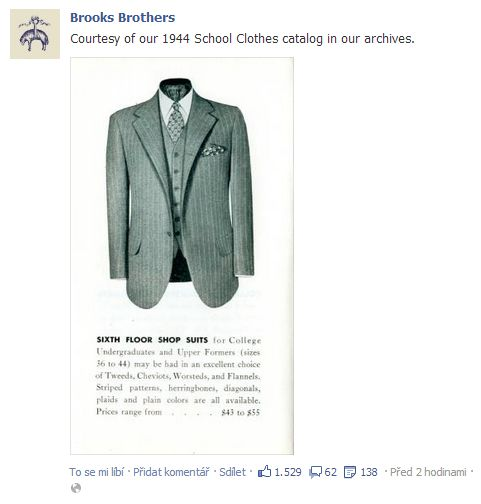 Brooks Brothers
Courtesy of our 1944 School Clothes catalog in our archives.
SIXTH FLOOR SHOP SUITS for College
Undergraduates and Upper Formers (sizes
36 to 44) may be had in an excellent choice
of Tweeds, Cheviots, Worsteds, and Flannels.
Striped patterns, herringbones, diagonals,
plaids and plain colors are all available.
Prices range from . . . . $43 to $55
To se mi líbí · Přidat komentář · Sdílet · 1.529 62 138 · Před 2 hodinami ·